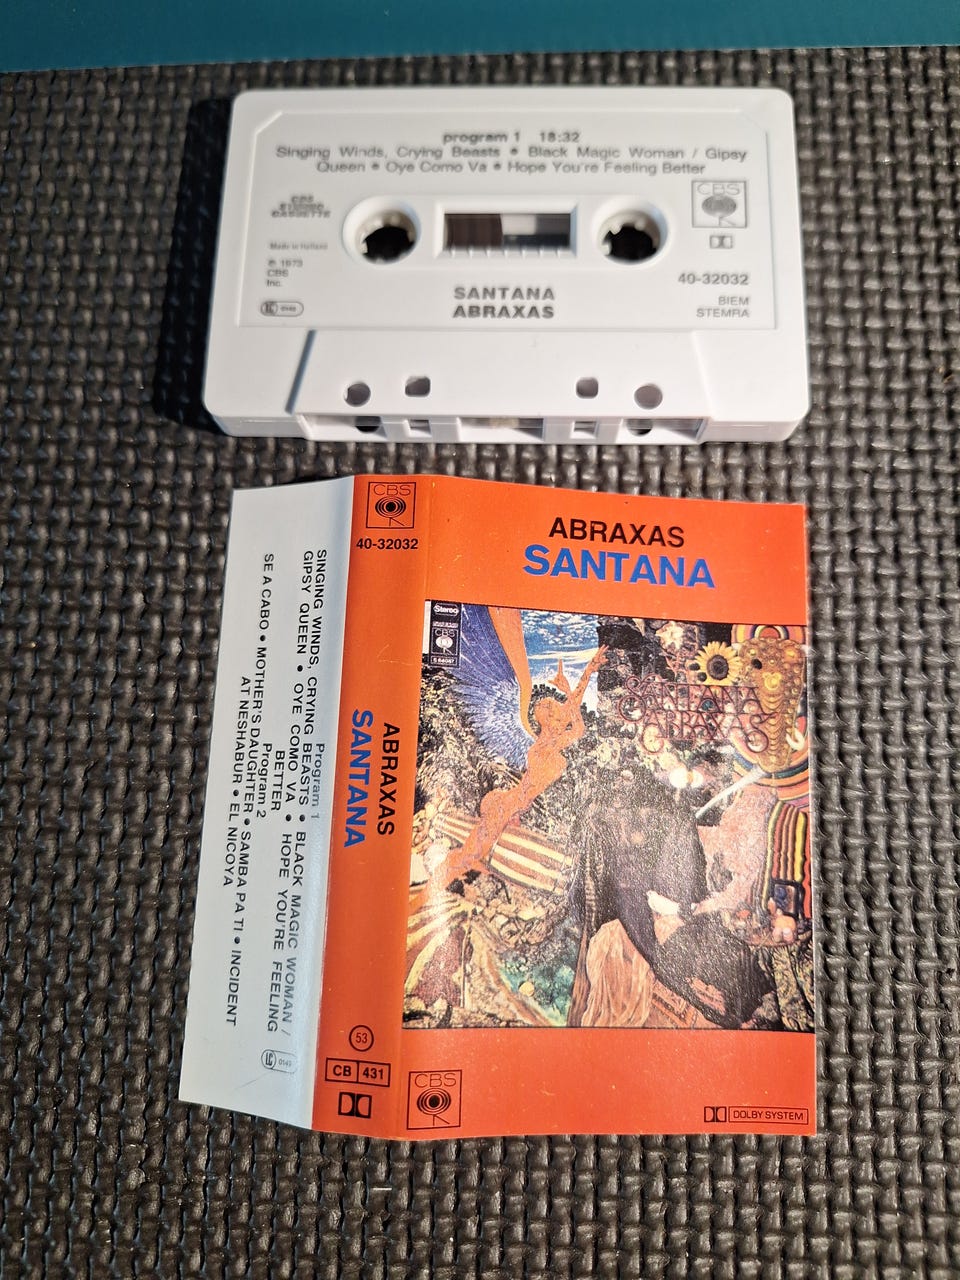 program 1 18:32
Singing Winds, Crying Beasts • Black Magic Woman / Gipsy
Queen • Oye Como Va • Hope You're Feeling Better
CBS
STEREO
CASSETTE
Made in Holland
℗ 1973
CBS
Inc.
CBS
40-32032
BIEM
STEMRA
SANTANA
ABRAXAS
CBS
40-32032
ABRAXAS
SANTANA
53
CB 431
Program 1
SINGING WINDS, CRYING BEASTS • BLACK MAGIC WOMAN /
GIPSY QUEEN • OYE COMO VA • HOPE YOU'RE FEELING
BETTER
Program 2
SE A CABO • MOTHER'S DAUGHTER • SAMBA PA TI • INCIDENT
AT NESHABUR • EL NICOYA
ABRAXAS
SANTANA
Stereo
CBS
S 64087
SANTANA
ABRAXAS
CBS
DOLBY SYSTEM